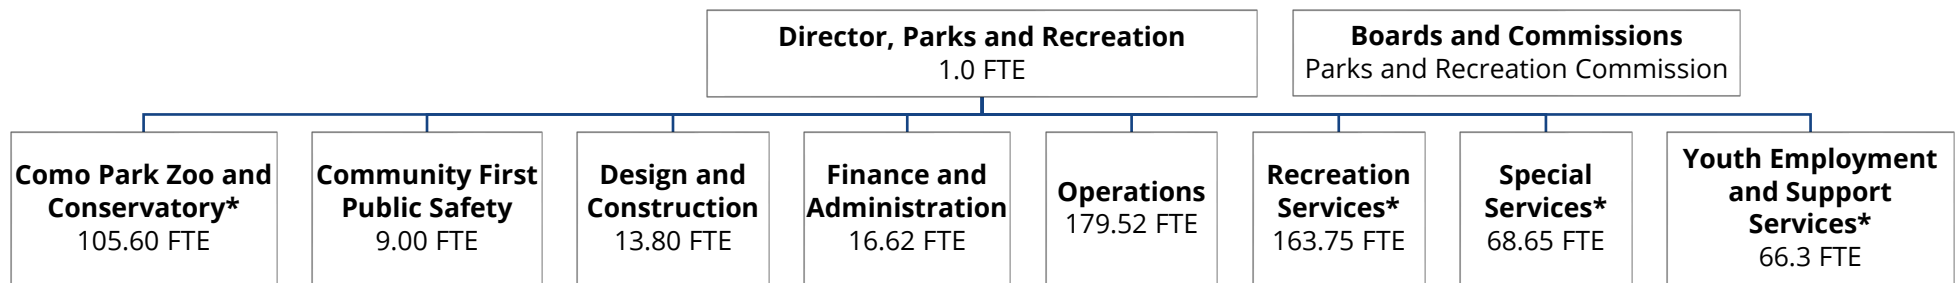 Director, Parks and Recreation
1.0 FTE
Boards and Commissions
Parks and Recreation Commission
Como Park Zoo and
Conservatory*
105.60 FTE
Community First
Public Safety
9.00 FTE
Design and
Construction
13.80 FTE
Finance and
Administration
16.62 FTE
Operations
179.52 FTE
Recreation
Services*
163.75 FTE
Special
Services*
68.65 FTE
Youth Employment
and Support
Services*
66.3 FTE